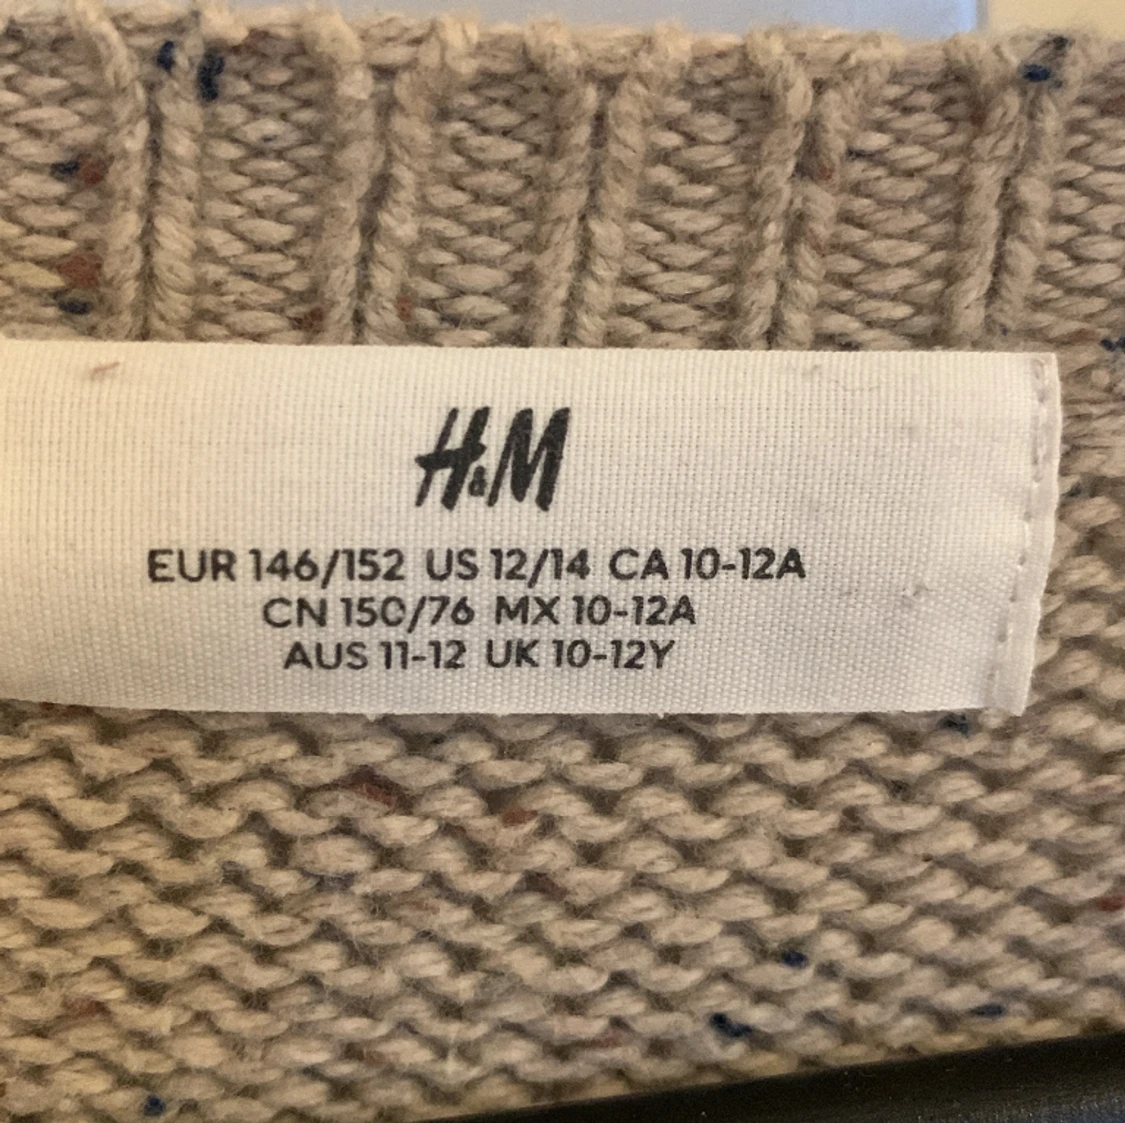 H&M
EUR 146/152 US 12/14 CA 10-12A
CN 150/76 MX 10-12A
AUS 11-12 UK 10-12Y